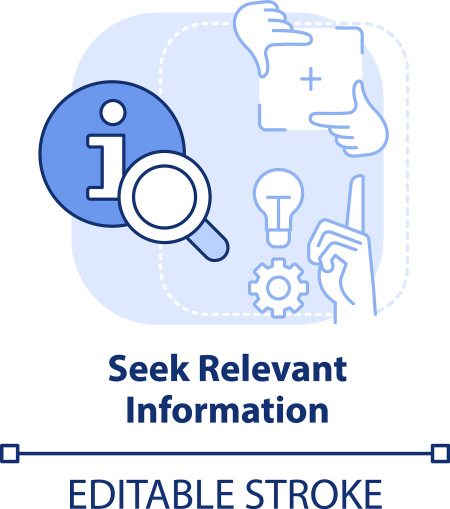 i
Seek Relevant
Information
EDITABLE STROKE